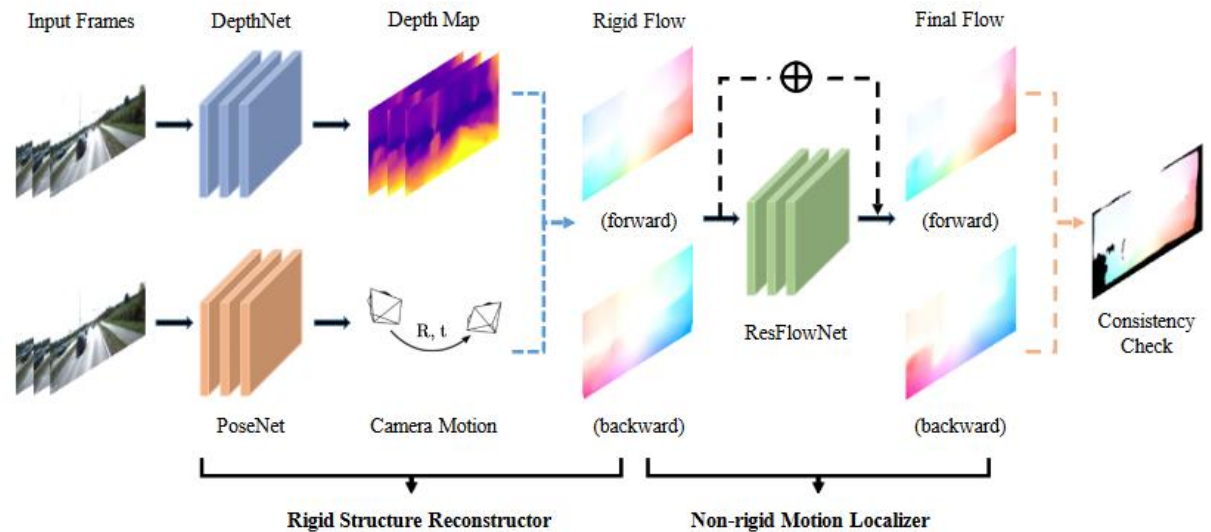 Input Frames
DepthNet
Depth Map
Rigid Flow
Final Flow
(forward)
(forward)
R, t
ResFlowNet
Consistency
Check
PoseNet
Camera Motion
(backward)
(backward)
Rigid Structure Reconstructor
Non-rigid Motion Localizer